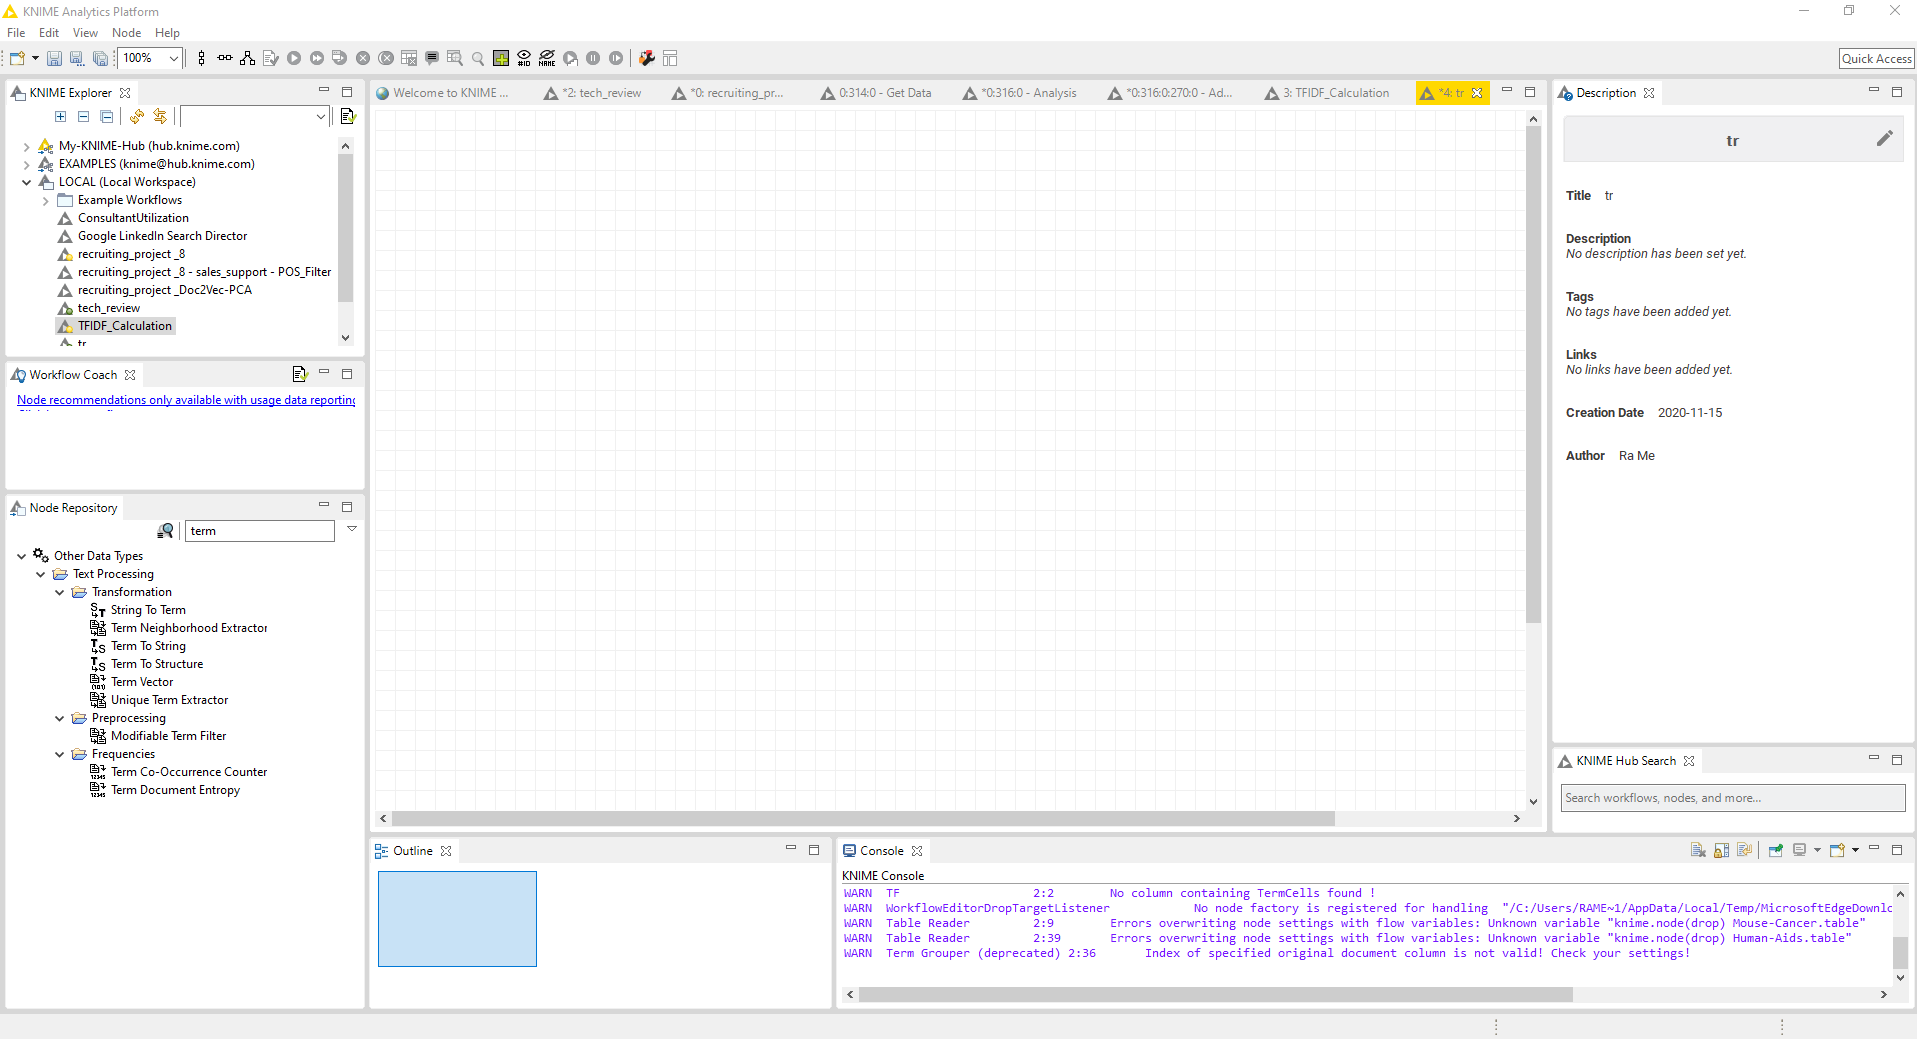 KNIME Analytics Platform
File Edit View Node Help
100%
#ID
NAME
Quick Access
KNIME Explorer
My-KNIME-Hub (hub.knime.com)
EXAMPLES (knime@hub.knime.com)
LOCAL (Local Workspace)
Example Workflows
ConsultantUtilization
Google LinkedIn Search Director
recruiting_project _8
recruiting_project _8 - sales_support - POS_Filter
recruiting_project _Doc2Vec-PCA
tech_review
TFIDF_Calculation
tr
Workflow Coach
Node recommendations only available with usage data reporting
Node Repository
term
Other Data Types
Text Processing
Transformation
String To Term
Term Neighborhood Extractor
Term To String
Term To Structure
Term Vector
Unique Term Extractor
Preprocessing
Modifiable Term Filter
Frequencies
Term Co-Occurrence Counter
Term Document Entropy
Welcome to KNIME ... *2: tech_review *0: recruiting_pr... 0:314:0 - Get Data *0:316:0 - Analysis *0:316:0:270:0 - Ad... 3: TFIDF_Calculation *4: tr
Outline
Console
KNIME Console
WARN TF 2:2 No column containing TermCells found !
WARN WorkflowEditorDropTargetListener No node factory is registered for handling "/C:/Users/RAME~1/AppData/Local/Temp/MicrosoftEdgeDownlc
WARN Table Reader 2:9 Errors overwriting node settings with flow variables: Unknown variable "knime.node(drop) Mouse-Cancer.table"
WARN Table Reader 2:39 Errors overwriting node settings with flow variables: Unknown variable "knime.node(drop) Human-Aids.table"
WARN Term Grouper (deprecated) 2:36 Index of specified original document column is not valid! Check your settings!
Description
tr
Title tr
Description
No description has been set yet.
Tags
No tags have been added yet.
Links
No links have been added yet.
Creation Date 2020-11-15
Author Ra Me
KNIME Hub Search
Search workflows, nodes, and more...